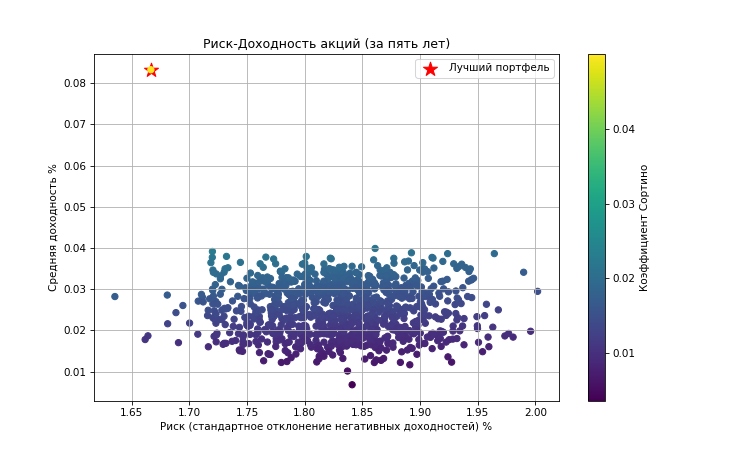 Риск-Доходность акций (за пять лет)
Лучший портфель
0.08
0.07
0.06
0.05
0.04
0.03
0.02
0.01
Средняя доходность %
1.65 1.70 1.75 1.80 1.85 1.90 1.95 2.00
Риск (стандартное отклонение негативных доходностей) %
0.04
0.03
0.02
0.01
Коэффициент Сортино